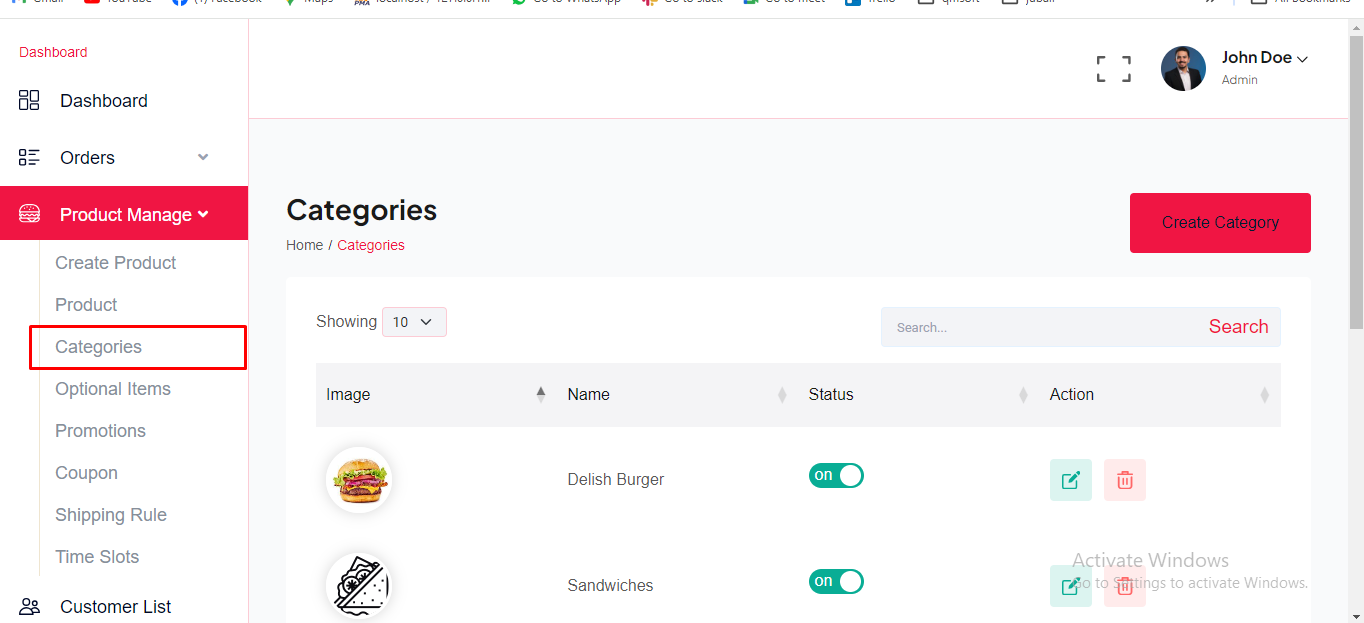 Dashboard
Dashboard
Orders
Product Manage
Create Product
Product
Categories
Optional Items
Promotions
Coupon
Shipping Rule
Time Slots
Customer List
John Doe
Admin
Categories
Home / Categories
Create Category
Showing 10
Search... Search
Image Name Status Action
on Delish Burger
on Sandwiches
Activate Windows
Go to Settings to activate Windows.